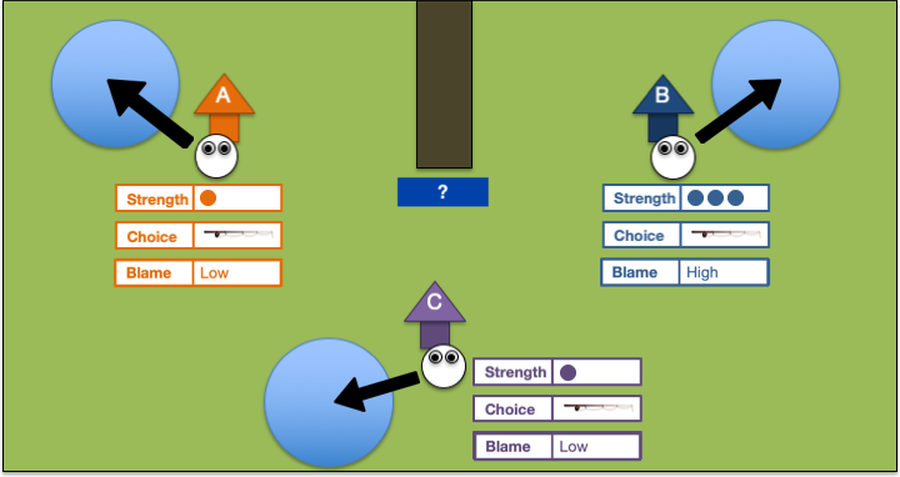 A
B
Strength
Choice
Blame Low
?
Strength
Choice
Blame High
C
Strength
Choice
Blame Low